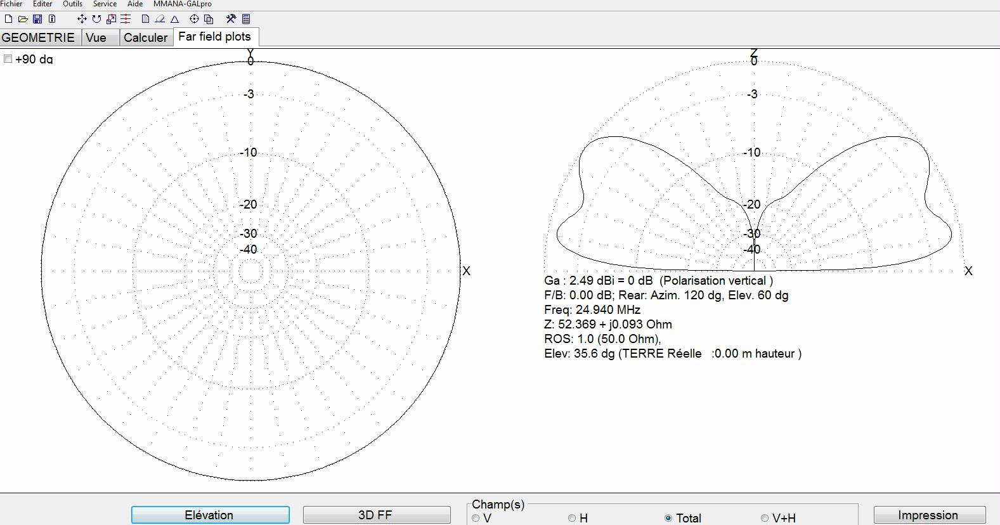 Fichier Editer Outils Service Aide MMANA-GALpro
GEOMETRIE Vue Calculer Far field plots
+90 dg
Y
0
-3
-10
-20
-30
-40
X
Z
0
-3
-10
-20
-30
-40
X
Ga : 2.49 dBi = 0 dB (Polarisation vertical )
F/B: 0.00 dB; Rear: Azim. 120 dg, Elev. 60 dg
Freq: 24.940 MHz
Z: 52.369 + j0.093 Ohm
ROS: 1.0 (50.0 Ohm),
Elev: 35.6 dg (TERRE Réelle :0.00 m hauteur )
Elévation
3D FF
Champ(s)
V H Total V+H
Impression